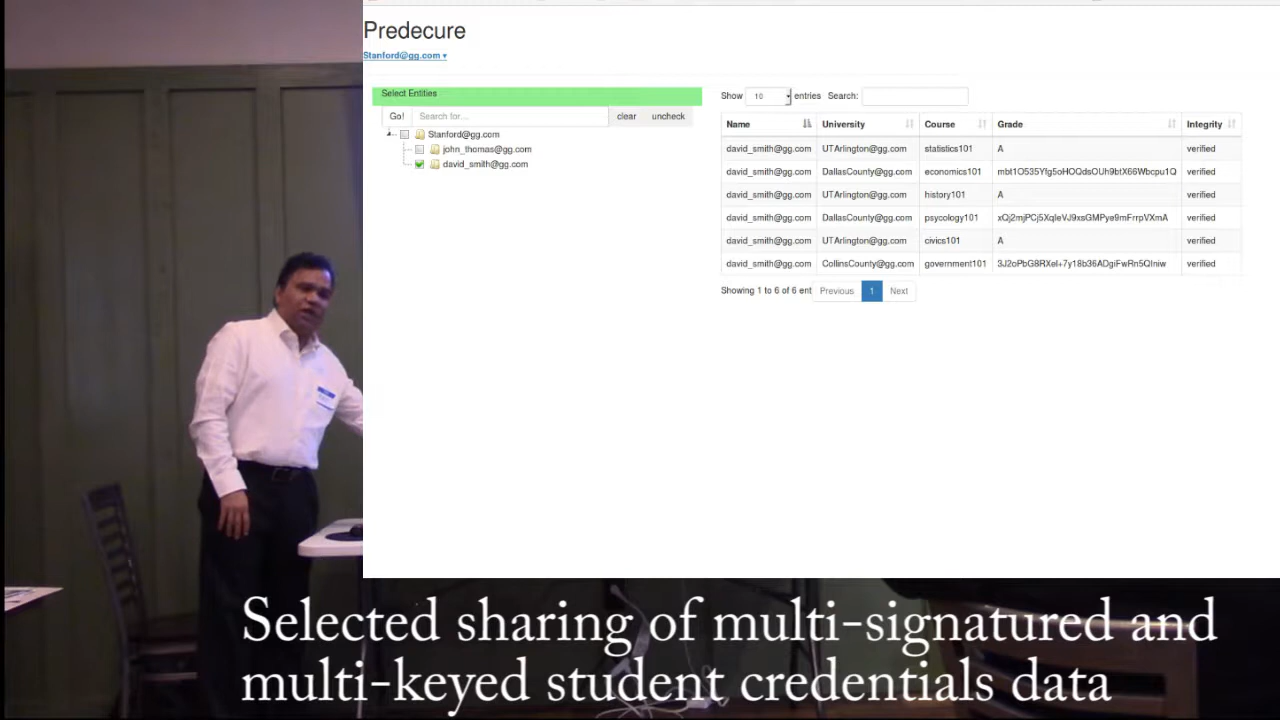 Predecure
Stanford@gg.com ▾
Select Entities
Go! Search for... clear uncheck
Stanford@gg.com
john_thomas@gg.com
david_smith@gg.com
Show 10 entries Search:
Name University Course Grade Integrity
david_smith@gg.com UTArlington@gg.com statistics101 A verified
david_smith@gg.com DallasCounty@gg.com economics101 verified
david_smith@gg.com UTArlington@gg.com history101 A verified
david_smith@gg.com DallasCounty@gg.com psycology101 verified
david_smith@gg.com UTArlington@gg.com civics101 A verified
david_smith@gg.com CollinsCounty@gg.com government101 verified
Showing 1 to 6 of 6 ent Previous 1 Next
Selected sharing of multi-signatured and
multi-keyed student credentials data